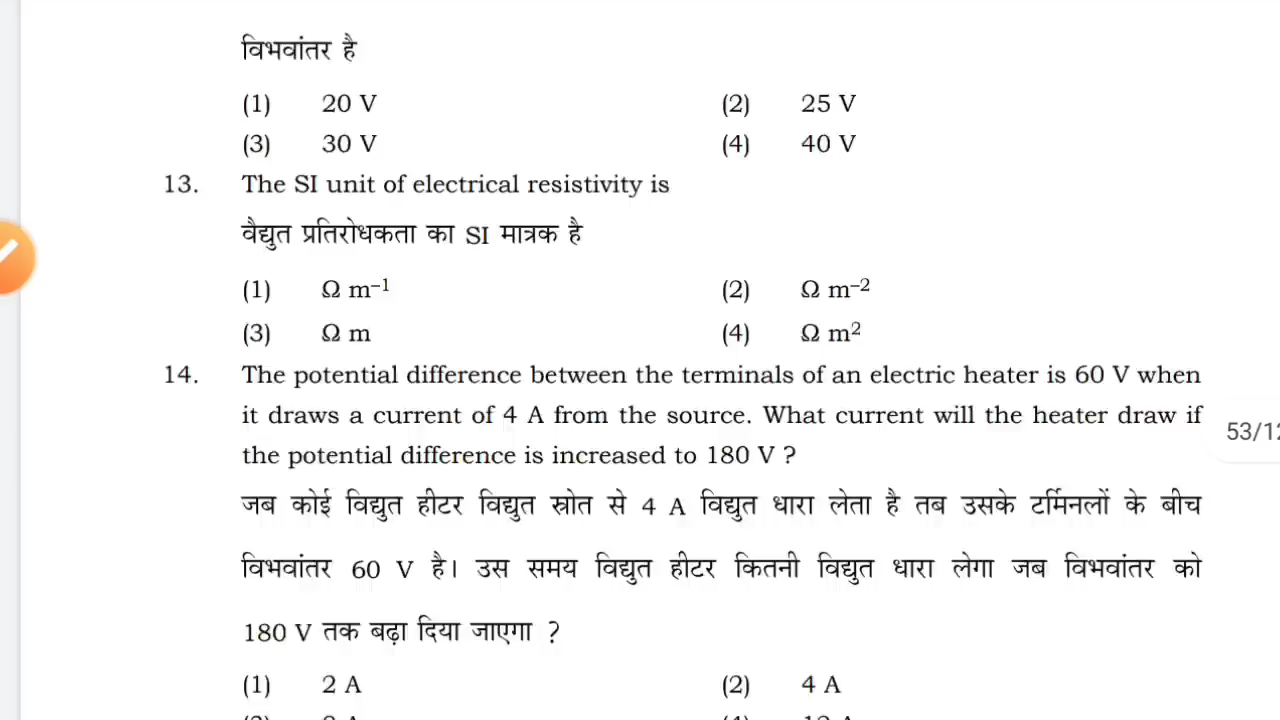 विभवांतर है
(1) 20 V (2) 25 V
(3) 30 V (4) 40 V
13. The SI unit of electrical resistivity is
वैद्युत प्रतिरोधकता का SI मात्रक है
(1) Ω m⁻¹ (2) Ω m⁻²
(3) Ω m (4) Ω m²
14. The potential difference between the terminals of an electric heater is 60 V when
it draws a current of 4 A from the source. What current will the heater draw if
the potential difference is increased to 180 V ?
जब कोई विद्युत हीटर विद्युत स्रोत से 4 A विद्युत धारा लेता है तब उसके टर्मिनलों के बीच
विभवांतर 60 V है। उस समय विद्युत हीटर कितनी विद्युत धारा लेगा जब विभवांतर को
180 V तक बढ़ा दिया जाएगा ?
(1) 2 A (2) 4 A
53/12